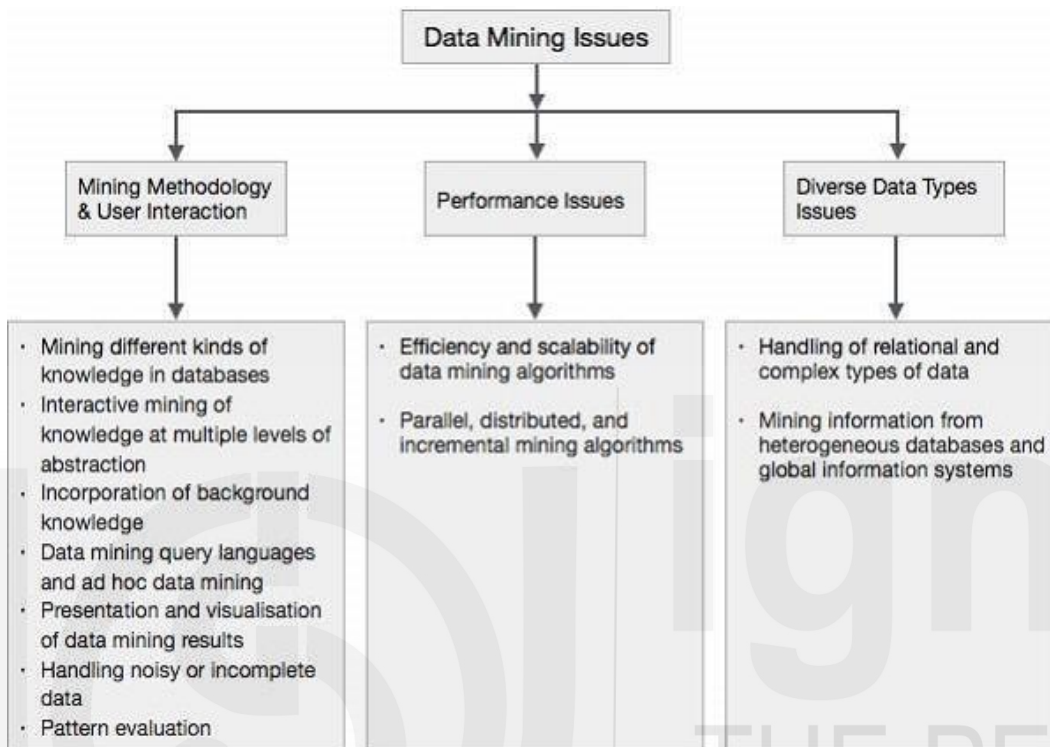 Data Mining Issues
Mining Methodology
& User Interaction
Performance Issues
Diverse Data Types
Issues
· Mining different kinds of
knowledge in databases
· Interactive mining of
knowledge at multiple levels of
abstraction
· Incorporation of background
knowledge
· Data mining query languages
and ad hoc data mining
· Presentation and visualisation
of data mining results
· Handling noisy or incomplete
data
· Pattern evaluation
· Efficiency and scalability of
data mining algorithms
· Parallel, distributed, and
incremental mining algorithms
· Handling of relational and
complex types of data
· Mining information from
heterogeneous databases and
global information systems
ign
THE PE